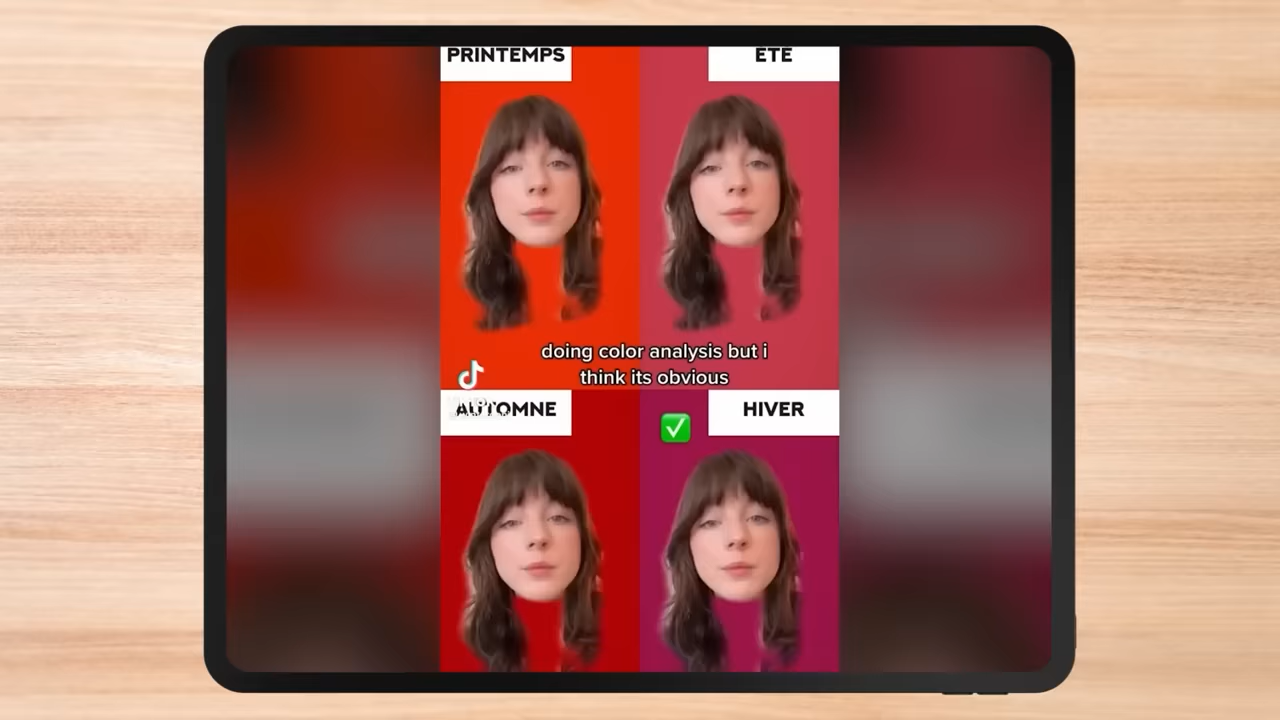 PRINTEMPS
ETE
doing color analysis but i
think its obvious
AUTOMNE
HIVER